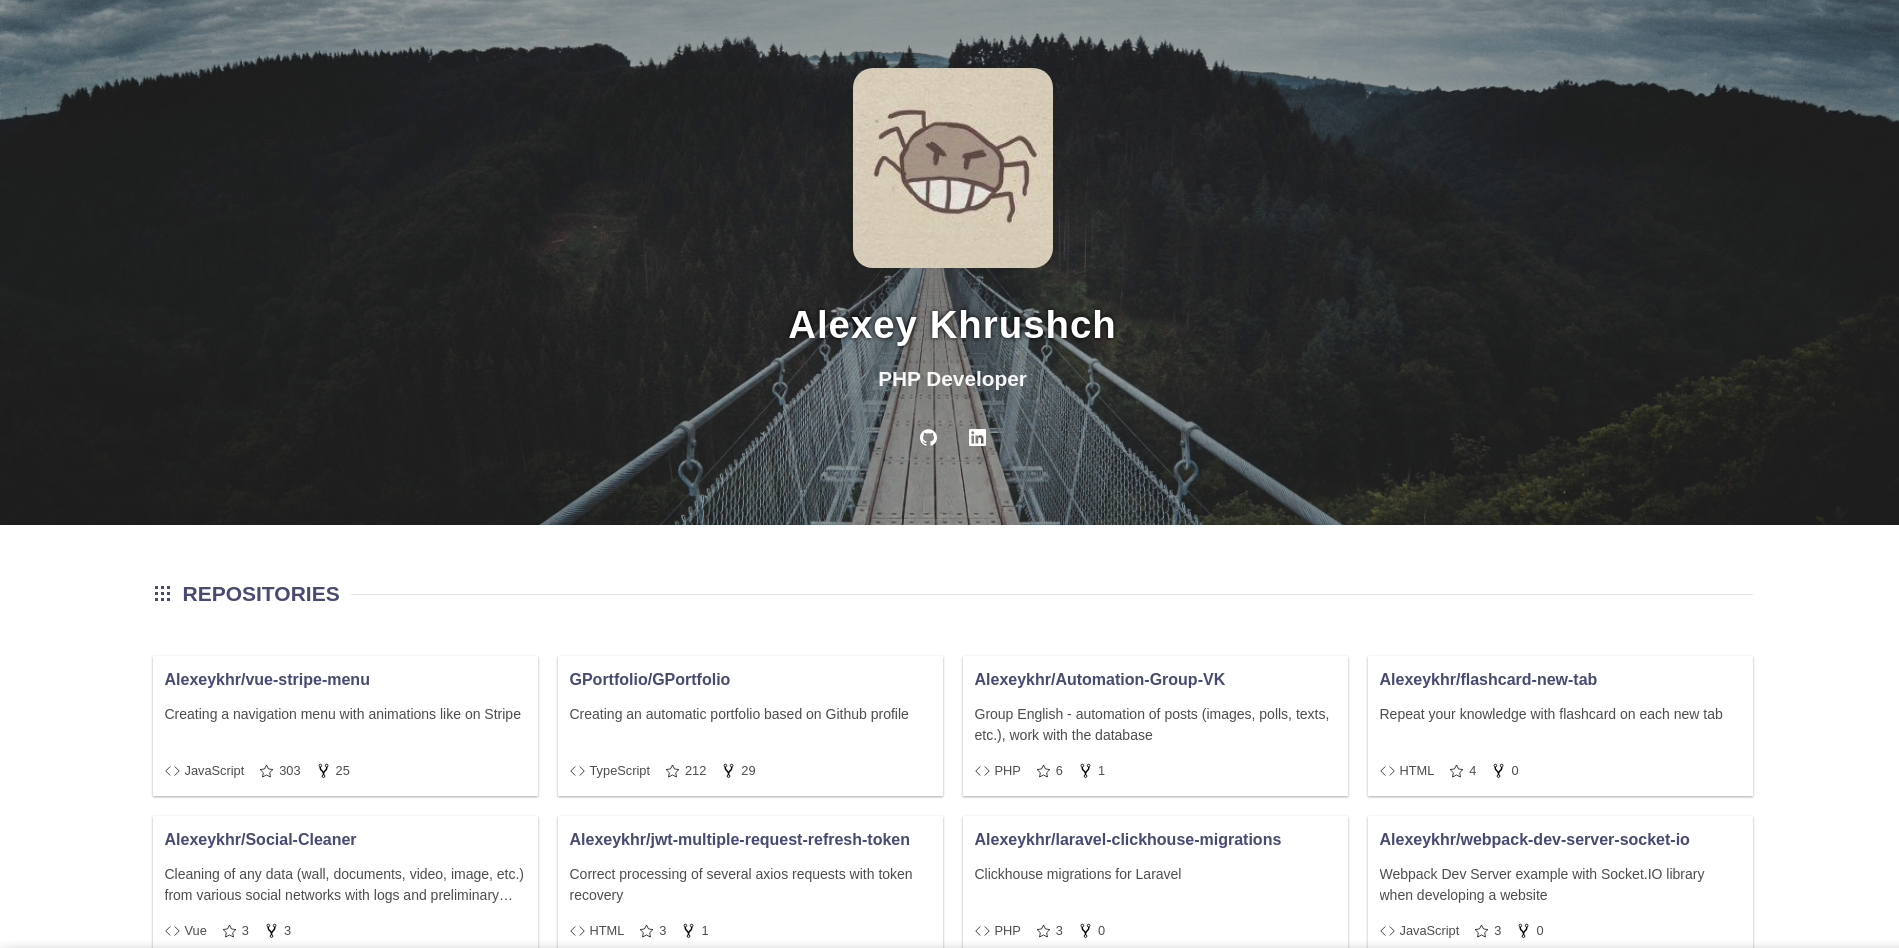 Alexey Khrushch
PHP Developer
REPOSITORIES
Alexeykhr/vue-stripe-menu
Creating a navigation menu with animations like on Stripe
JavaScript 303 25
GPortfolio/GPortfolio
Creating an automatic portfolio based on Github profile
TypeScript 212 29
Alexeykhr/Automation-Group-VK
Group English - automation of posts (images, polls, texts,
etc.), work with the database
PHP 6 1
Alexeykhr/flashcard-new-tab
Repeat your knowledge with flashcard on each new tab
HTML 4 0
Alexeykhr/Social-Cleaner
Cleaning of any data (wall, documents, video, image, etc.)
from various social networks with logs and preliminary…
Vue 3 3
Alexeykhr/jwt-multiple-request-refresh-token
Correct processing of several axios requests with token
recovery
HTML 3 1
Alexeykhr/laravel-clickhouse-migrations
Clickhouse migrations for Laravel
PHP 3 0
Alexeykhr/webpack-dev-server-socket-io
Webpack Dev Server example with Socket.IO library
when developing a website
JavaScript 3 0